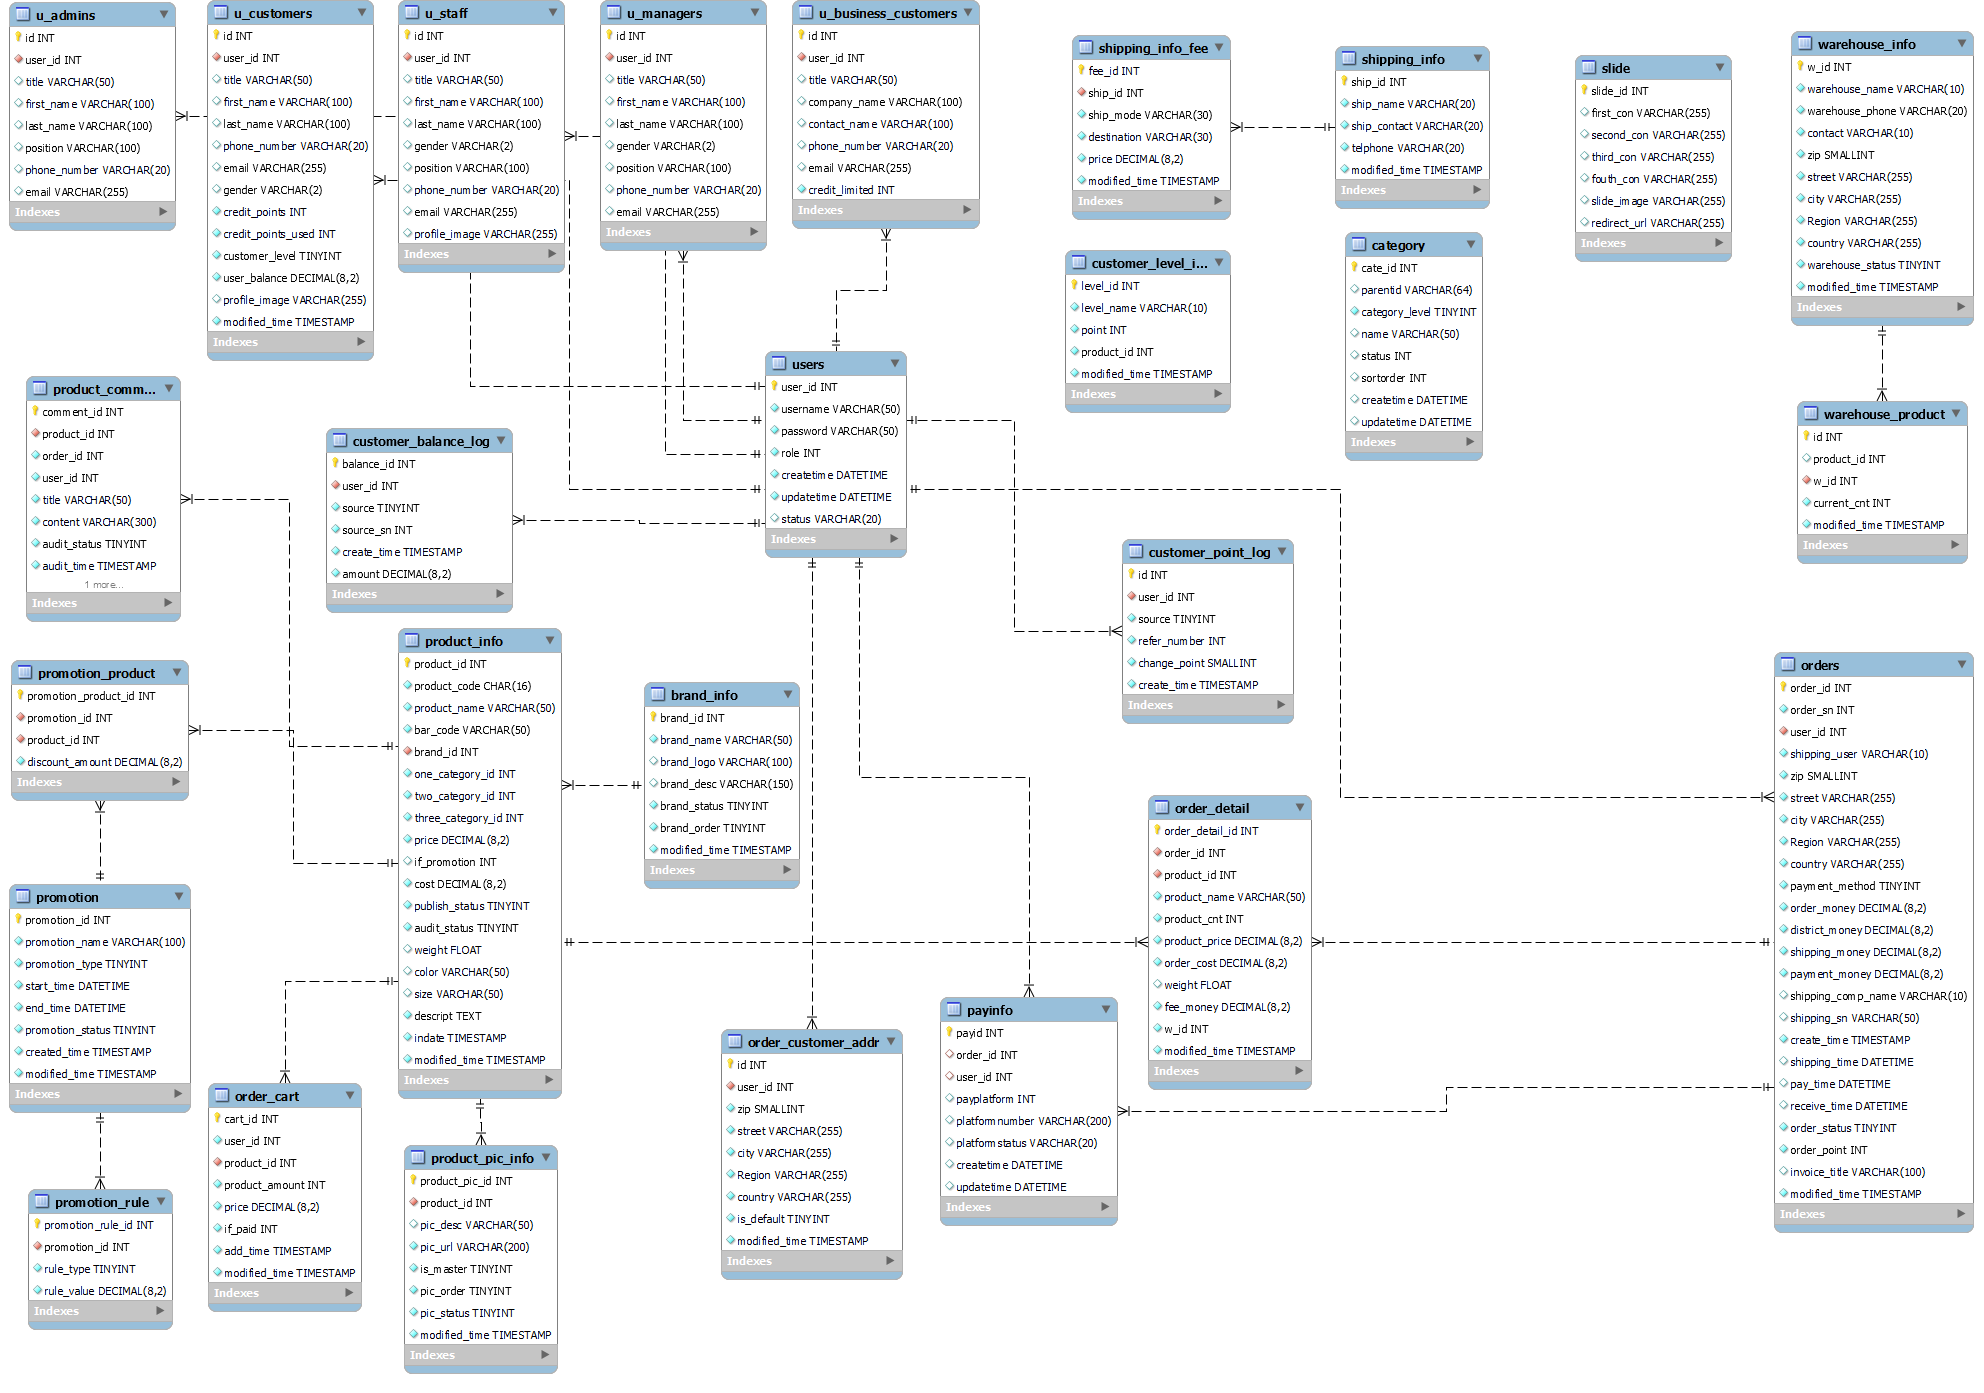 u_admins
id INT
user_id INT
title VARCHAR(50)
first_name VARCHAR(100)
last_name VARCHAR(100)
position VARCHAR(100)
phone_number VARCHAR(20)
email VARCHAR(255)
Indexes
u_customers
id INT
user_id INT
title VARCHAR(50)
first_name VARCHAR(100)
last_name VARCHAR(100)
phone_number VARCHAR(20)
email VARCHAR(255)
gender VARCHAR(2)
credit_points INT
credit_points_used INT
customer_level TINYINT
user_balance DECIMAL(8,2)
profile_image VARCHAR(255)
modified_time TIMESTAMP
Indexes
u_staff
id INT
user_id INT
title VARCHAR(50)
first_name VARCHAR(100)
last_name VARCHAR(100)
gender VARCHAR(2)
position VARCHAR(100)
phone_number VARCHAR(20)
email VARCHAR(255)
profile_image VARCHAR(255)
Indexes
u_managers
id INT
user_id INT
title VARCHAR(50)
first_name VARCHAR(100)
last_name VARCHAR(100)
gender VARCHAR(2)
position VARCHAR(100)
phone_number VARCHAR(20)
email VARCHAR(255)
Indexes
u_business_customers
id INT
user_id INT
title VARCHAR(50)
company_name VARCHAR(100)
contact_name VARCHAR(100)
phone_number VARCHAR(20)
email VARCHAR(255)
credit_limited INT
Indexes
shipping_info_fee
fee_id INT
ship_id INT
ship_mode VARCHAR(30)
destination VARCHAR(30)
price DECIMAL(8,2)
modified_time TIMESTAMP
Indexes
shipping_info
ship_id INT
ship_name VARCHAR(20)
ship_contact VARCHAR(20)
telphone VARCHAR(20)
modified_time TIMESTAMP
Indexes
slide
slide_id INT
first_con VARCHAR(255)
second_con VARCHAR(255)
third_con VARCHAR(255)
fouth_con VARCHAR(255)
slide_image VARCHAR(255)
redirect_url VARCHAR(255)
Indexes
warehouse_info
w_id INT
warehouse_name VARCHAR(10)
warehouse_phone VARCHAR(20)
contact VARCHAR(10)
zip SMALLINT
street VARCHAR(255)
city VARCHAR(255)
Region VARCHAR(255)
country VARCHAR(255)
warehouse_status TINYINT
modified_time TIMESTAMP
Indexes
customer_level_i...
level_id INT
level_name VARCHAR(10)
point INT
product_id INT
modified_time TIMESTAMP
Indexes
category
cate_id INT
parentid VARCHAR(64)
category_level TINYINT
name VARCHAR(50)
status INT
sortorder INT
createtime DATETIME
updatetime DATETIME
Indexes
users
user_id INT
username VARCHAR(50)
password VARCHAR(50)
role INT
createtime DATETIME
updatetime DATETIME
status VARCHAR(20)
Indexes
product_comm...
comment_id INT
product_id INT
order_id INT
user_id INT
title VARCHAR(50)
content VARCHAR(300)
audit_status TINYINT
audit_time TIMESTAMP
1 more...
Indexes
customer_balance_log
balance_id INT
user_id INT
source TINYINT
source_sn INT
create_time TIMESTAMP
amount DECIMAL(8,2)
Indexes
warehouse_product
id INT
product_id INT
w_id INT
current_cnt INT
modified_time TIMESTAMP
Indexes
customer_point_log
id INT
user_id INT
source TINYINT
refer_number INT
change_point SMALLINT
create_time TIMESTAMP
Indexes
promotion_product
promotion_product_id INT
promotion_id INT
product_id INT
discount_amount DECIMAL(8,2)
Indexes
product_info
product_id INT
product_code CHAR(16)
product_name VARCHAR(50)
bar_code VARCHAR(50)
brand_id INT
one_category_id INT
two_category_id INT
three_category_id INT
price DECIMAL(8,2)
if_promotion INT
cost DECIMAL(8,2)
publish_status TINYINT
audit_status TINYINT
weight FLOAT
color VARCHAR(50)
size VARCHAR(50)
descript TEXT
indate TIMESTAMP
modified_time TIMESTAMP
Indexes
brand_info
brand_id INT
brand_name VARCHAR(50)
brand_logo VARCHAR(100)
brand_desc VARCHAR(150)
brand_status TINYINT
brand_order TINYINT
modified_time TIMESTAMP
Indexes
orders
order_id INT
order_sn INT
user_id INT
shipping_user VARCHAR(10)
zip SMALLINT
street VARCHAR(255)
city VARCHAR(255)
Region VARCHAR(255)
country VARCHAR(255)
payment_method TINYINT
order_money DECIMAL(8,2)
district_money DECIMAL(8,2)
shipping_money DECIMAL(8,2)
payment_money DECIMAL(8,2)
shipping_comp_name VARCHAR(10)
shipping_sn VARCHAR(50)
create_time TIMESTAMP
shipping_time DATETIME
pay_time DATETIME
receive_time DATETIME
order_status TINYINT
order_point INT
invoice_title VARCHAR(100)
modified_time TIMESTAMP
Indexes
order_detail
order_detail_id INT
order_id INT
product_id INT
product_name VARCHAR(50)
product_cnt INT
product_price DECIMAL(8,2)
order_cost DECIMAL(8,2)
weight FLOAT
fee_money DECIMAL(8,2)
w_id INT
modified_time TIMESTAMP
Indexes
promotion
promotion_id INT
promotion_name VARCHAR(100)
promotion_type TINYINT
start_time DATETIME
end_time DATETIME
promotion_status TINYINT
created_time TIMESTAMP
modified_time TIMESTAMP
Indexes
payinfo
payid INT
order_id INT
user_id INT
payplatform INT
platformnumber VARCHAR(200)
platformstatus VARCHAR(20)
createtime DATETIME
updatetime DATETIME
Indexes
order_customer_addr
id INT
user_id INT
zip SMALLINT
street VARCHAR(255)
city VARCHAR(255)
Region VARCHAR(255)
country VARCHAR(255)
is_default TINYINT
modified_time TIMESTAMP
Indexes
order_cart
cart_id INT
user_id INT
product_id INT
product_amount INT
price DECIMAL(8,2)
if_paid INT
add_time TIMESTAMP
modified_time TIMESTAMP
Indexes
product_pic_info
product_pic_id INT
product_id INT
pic_desc VARCHAR(50)
pic_url VARCHAR(200)
is_master TINYINT
pic_order TINYINT
pic_status TINYINT
modified_time TIMESTAMP
Indexes
promotion_rule
promotion_rule_id INT
promotion_id INT
rule_type TINYINT
rule_value DECIMAL(8,2)
Indexes